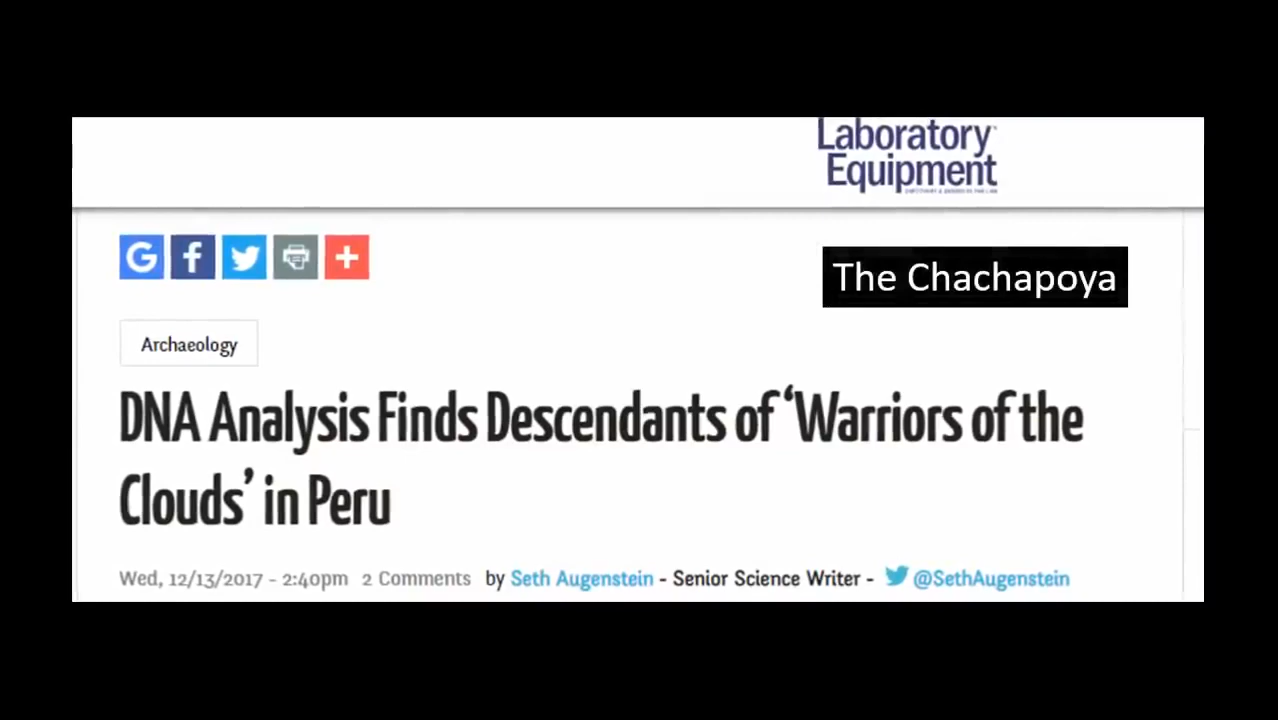 Laboratory
Equipment
The Chachapoya
Archaeology
DNA Analysis Finds Descendants of ‘Warriors of the
Clouds’ in Peru
Wed, 12/13/2017 - 2:40pm 2 Comments by Seth Augenstein - Senior Science Writer - @SethAugenstein